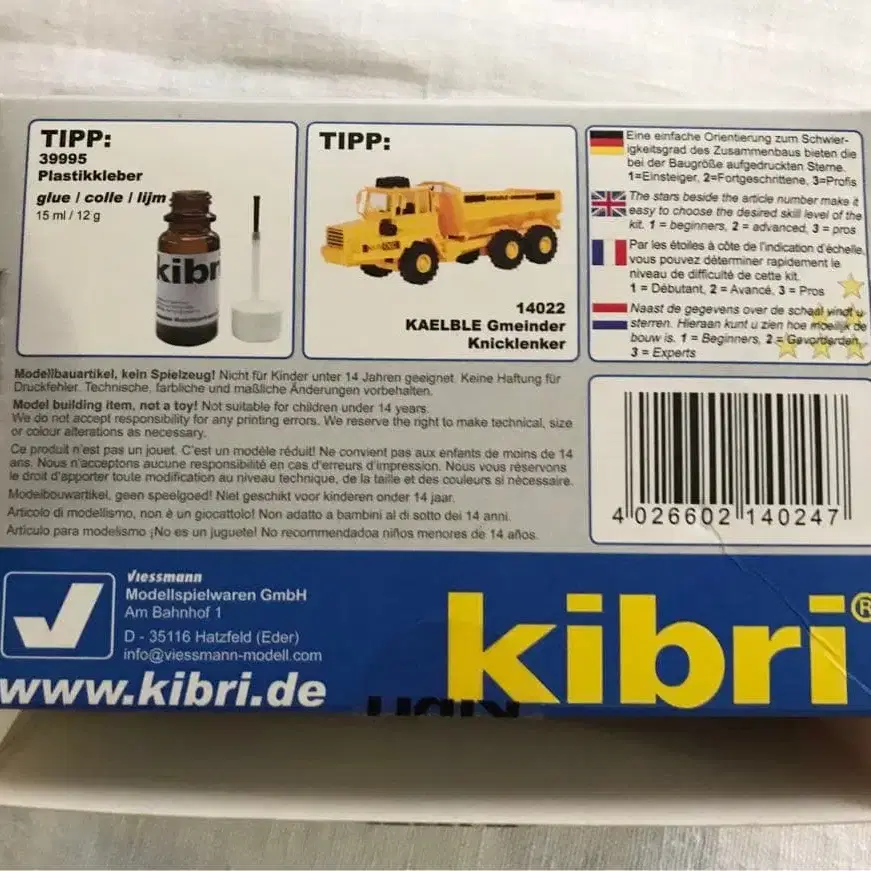 TIPP:
39995
Plastikkleber
glue / colle / lijm
15 ml / 12 g
kibr
TIPP:
14022
KAELBLE Gmeinder
Knicklenker
Eine einfache Orientierung zum Schwier-
igkeitsgrad des Zusammenbaus bieten die
bei der Baugröße aufgedruckten Sterne.
1=Einsteiger, 2=Fortgeschrittene, 3=Profis
The stars beside the article number make it
easy to choose the desired skill level of the
kit. 1 = beginners, 2 = advanced, 3 = pros
Par les étoiles à côte de l'indication d'échelle,
vous pouvez déterminer rapidement le
niveau de difficulté de cette kit.
1 = Débutant, 2 = Avancé, 3 = Pros
Naast de gegevens over de schaal vindt u
sterren. Hieraan kunt u zien hoe moeilijk de
bouw is. 1 = Beginners, 2 = Gevorderden,
3 = Experts
Modellbauartikel, kein Spielzeug! Nicht für Kinder unter 14 Jahren geeignet. Keine Haftung für
Druckfehler. Technische, farbliche und maßliche Änderungen vorbehalten.
Model building item, not a toy! Not suitable for children under 14 years.
We do not accept responsibility for any printing errors. We reserve the right to make technical, size
or colour alterations as necessary.
Ce produit n'est pas un jouet. C'est un modèle réduit! Ne convient pas aux enfants de moins de 14
ans. Nous n'acceptons aucune responsibilité en cas d'erreurs d'impression. Nous vous réservons
le droit d'apporter toute modification au niveau technique, de la taille et des couleurs si nécessaire.
Modelbouwartikel, geen speelgoed! Niet geschikt voor kinderen onder 14 jaar.
Articolo di modellismo, non è un giocattolo! Non adatto a bambini al di sotto dei 14 anni.
Articulo para modelismo ¡No es un juguete! No recommendadoa niños menores de 14 años.
4 026602 140247
Viessmann
Modellspielwaren GmbH
Am Bahnhof 1
D - 35116 Hatzfeld (Eder)
info@viessmann-modell.com
www.kibri.de
kibri®